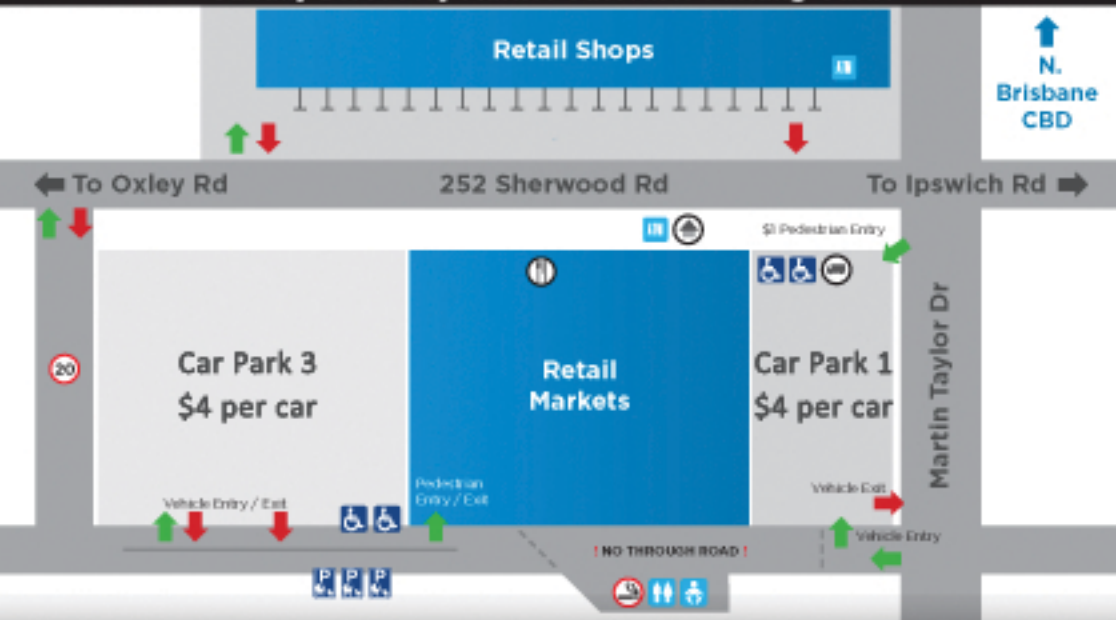 Retail Shops
N.
Brisbane
CBD
To Oxley Rd
252 Sherwood Rd
To Ipswich Rd
$1 Pedestrian Entry
Martin Taylor Dr
20
Car Park 3
$4 per car
Retail
Markets
Car Park 1
$4 per car
Pedestrian
Entry / Exit
Vehicle Entry / Exit
Vehicle Exit
Vehicle Entry
! NO THROUGH ROAD !
P
P
P